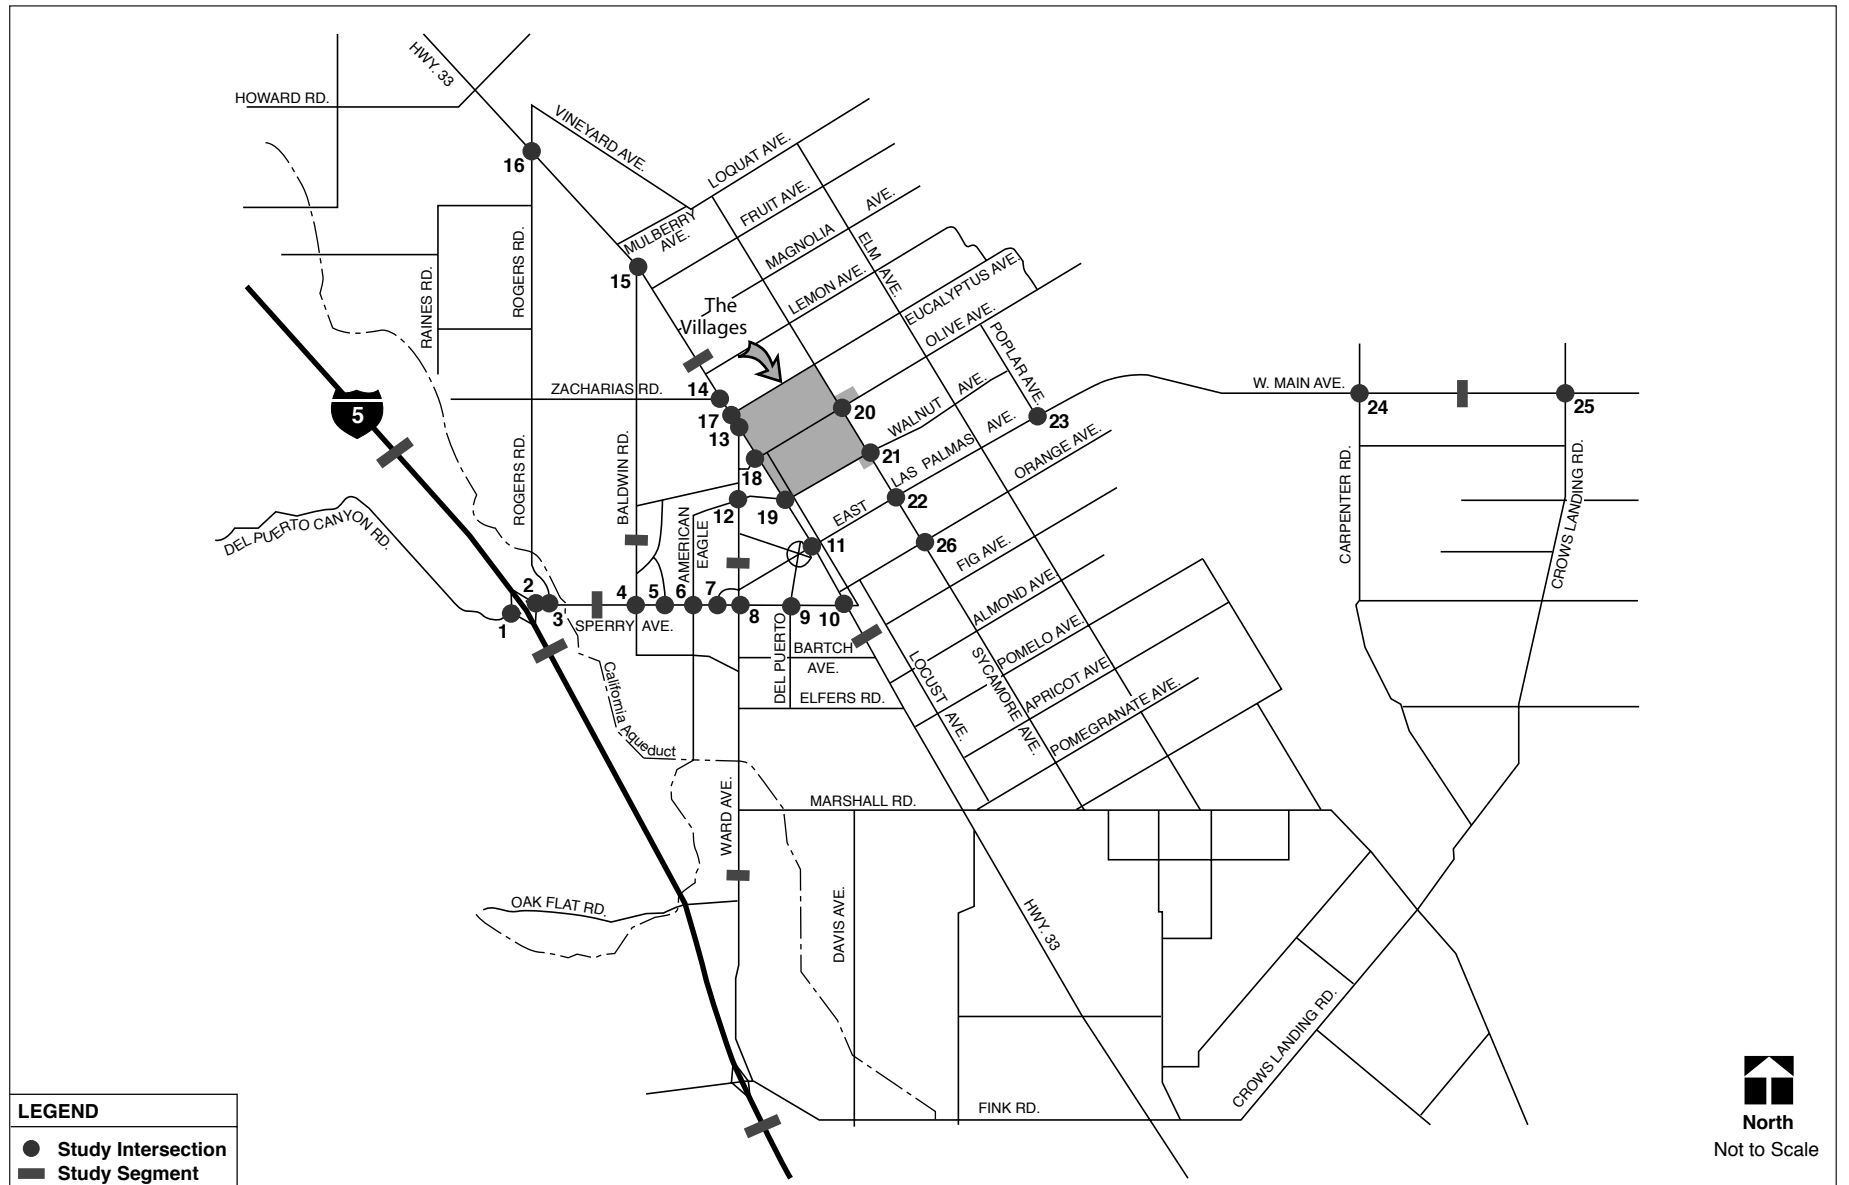 HWY. 33
HOWARD RD.
VINEYARD AVE.
16
LOQUAT AVE.
FRUIT AVE.
AVE.
MULBERRY
AVE.
MAGNOLIA
ELM AVE.
15
RAINES RD.
ROGERS RD.
LEMON AVE.
EUCALYPTUS AVE.
The
Villages
OLIVE AVE.
POPLAR AVE.
ZACHARIAS RD.
14
17
13
20
WALNUT AVE.
23
W. MAIN AVE.
24
25
5
18
21
LAS PALMAS AVE.
ORANGE AVE.
ROGERS RD.
BALDWIN RD.
12
19
EAST
22
CARPENTER RD.
CROWS LANDING RD.
DEL PUERTO CANYON RD.
AMERICAN
EAGLE
11
26
FIG AVE.
ALMOND AVE.
1
2
3
4
5
6
7
8
9
10
SPERRY AVE.
BARTCH
AVE.
DEL PUERTO
ELFERS RD.
LOCUST AVE.
SYCAMORE AVE.
POMELO AVE.
APRICOT AVE.
POMEGRANATE AVE.
California Aqueduct
WARD AVE.
MARSHALL RD.
OAK FLAT RD.
DAVIS AVE.
HWY. 33
CROWS LANDING RD.
FINK RD.
North
Not to Scale
LEGEND
Study Intersection
Study Segment